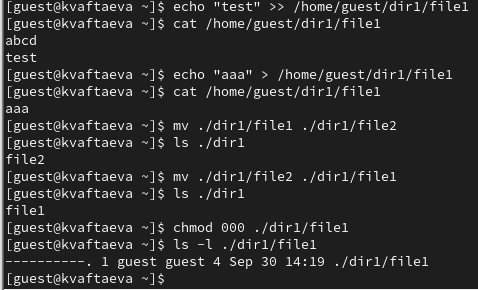 [guest@kvaftaeva ~]$ echo "test" >> /home/guest/dir1/file1
[guest@kvaftaeva ~]$ cat /home/guest/dir1/file1
abcd
test
[guest@kvaftaeva ~]$ echo "aaa" > /home/guest/dir1/file1
[guest@kvaftaeva ~]$ cat /home/guest/dir1/file1
aaa
[guest@kvaftaeva ~]$ mv ./dir1/file1 ./dir1/file2
[guest@kvaftaeva ~]$ ls ./dir1
file2
[guest@kvaftaeva ~]$ mv ./dir1/file2 ./dir1/file1
[guest@kvaftaeva ~]$ ls ./dir1
file1
[guest@kvaftaeva ~]$ chmod 000 ./dir1/file1
[guest@kvaftaeva ~]$ ls -l ./dir1/file1
----------. 1 guest guest 4 Sep 30 14:19 ./dir1/file1
[guest@kvaftaeva ~]$